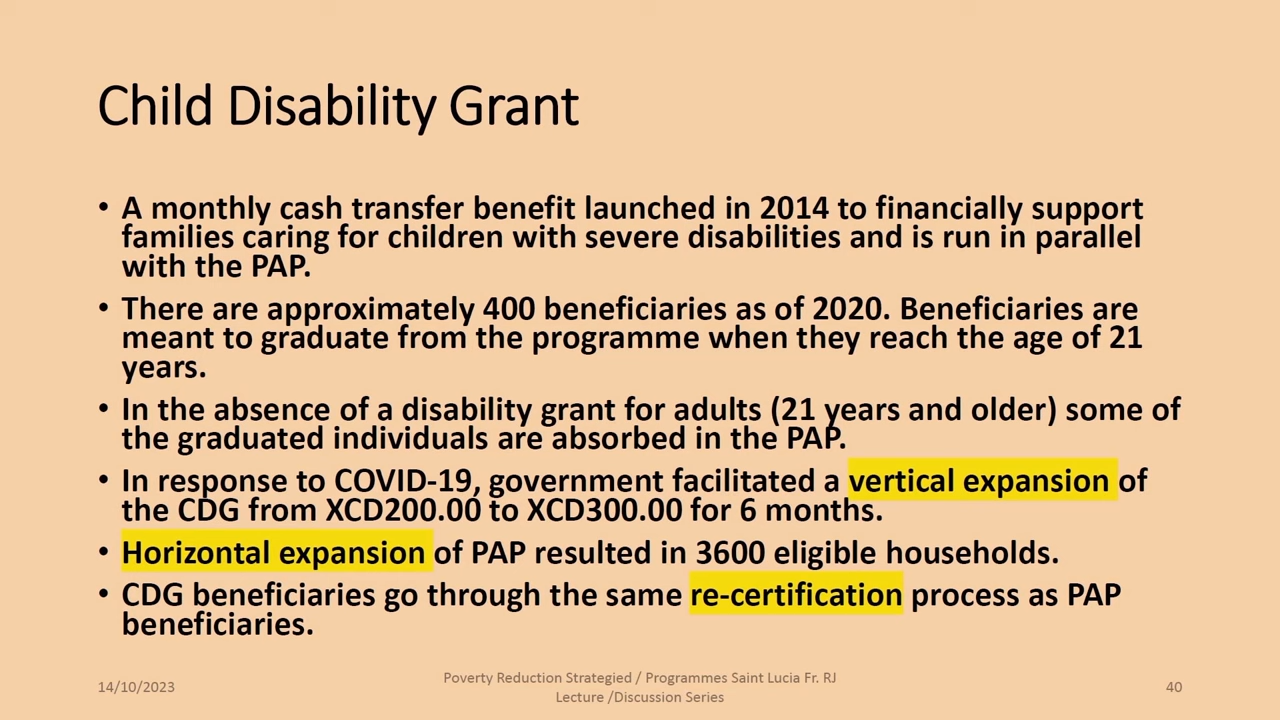 Child Disability Grant
• A monthly cash transfer benefit launched in 2014 to financially support
families caring for children with severe disabilities and is run in parallel
with the PAP.
• There are approximately 400 beneficiaries as of 2020. Beneficiaries are
meant to graduate from the programme when they reach the age of 21
years.
• In the absence of a disability grant for adults (21 years and older) some of
the graduated individuals are absorbed in the PAP.
• In response to COVID-19, government facilitated a vertical expansion of
the CDG from XCD200.00 to XCD300.00 for 6 months.
• Horizontal expansion of PAP resulted in 3600 eligible households.
• CDG beneficiaries go through the same re-certification process as PAP
beneficiaries.
14/10/2023
Poverty Reduction Strategied / Programmes Saint Lucia Fr. RJ
Lecture /Discussion Series
40